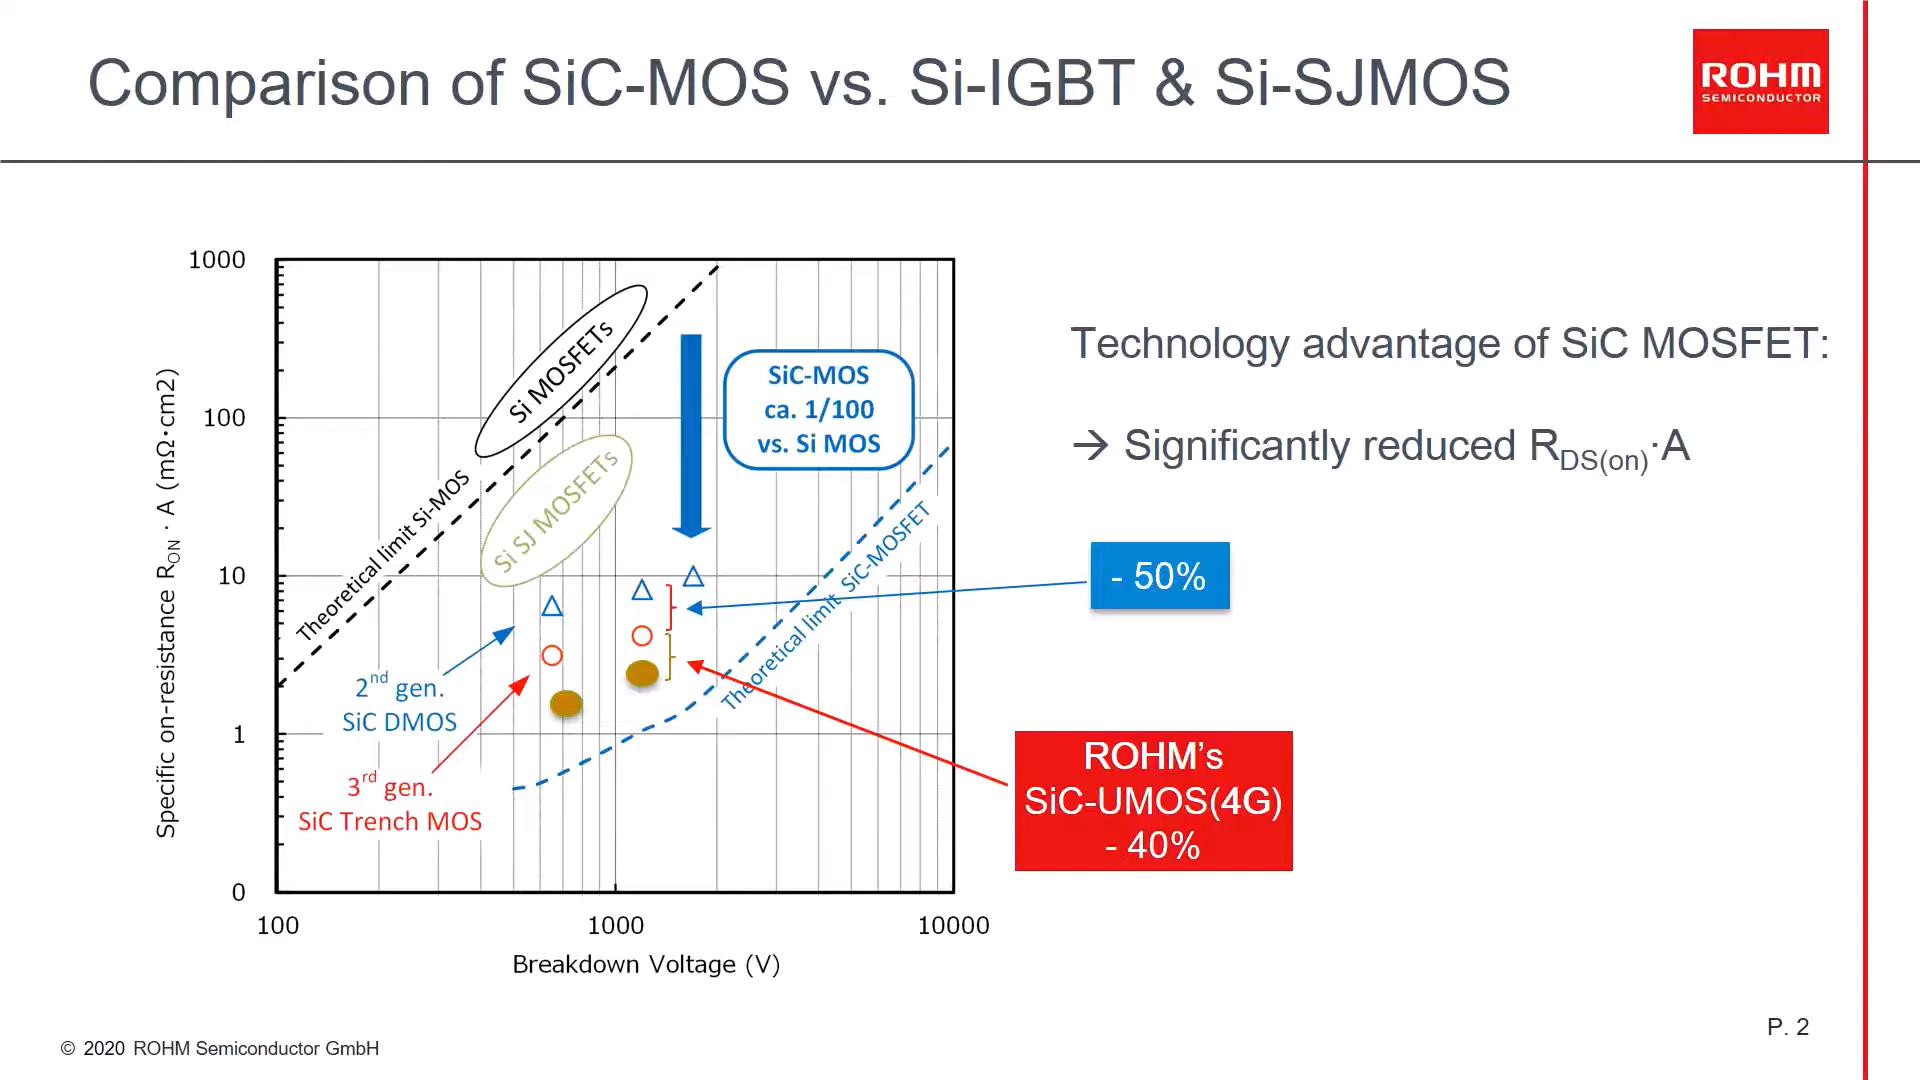 Comparison of SiC-MOS vs. Si-IGBT & Si-SJMOS
ROHM
SEMICONDUCTOR
Specific on-resistance RON · A (mΩ·cm2)
1000
100
10
1
0
100
1000
10000
Breakdown Voltage (V)
Si MOSFETs
Theoretical limit Si-MOS
Si SJ MOSFETs
SiC-MOS
ca. 1/100
vs. Si MOS
Theoretical limit SiC-MOSFET
2nd gen.
SiC DMOS
3rd gen.
SiC Trench MOS
Technology advantage of SiC MOSFET:
→ Significantly reduced RDS(on)·A
- 50%
ROHM’s
SiC-UMOS(4G)
- 40%
© 2020 ROHM Semiconductor GmbH
P. 2